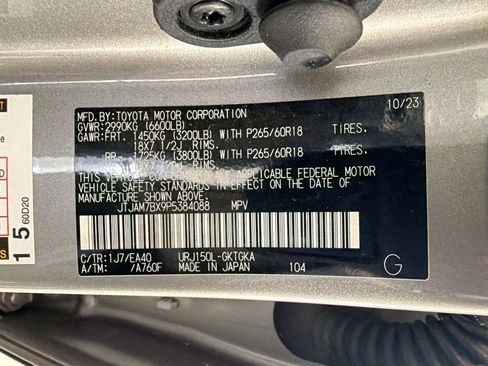 MFD. BY: TOYOTA MOTOR CORPORATION 10/23
GVWR: 2990KG (6600LB)
GAWR: FRT. 1450KG (3200LB) WITH P265/60R18 TIRES,
18X7 1/2J RIMS,
RR. 1725KG (3800LB) WITH P265/60R18 TIRES,
RIMS,
THIS VEHICLE CONFORMS TO ALL APPLICABLE FEDERAL MOTOR
VEHICLE SAFETY STANDARDS IN EFFECT ON THE DATE OF
MANUFACTURE SHOWN ABOVE.
JTJAM7BX9P5384088 MPV
C/TR: 1J7/EA40 URJ150L-GKTGKA
A/TM: /A760F MADE IN JAPAN 104 G
15
60D20